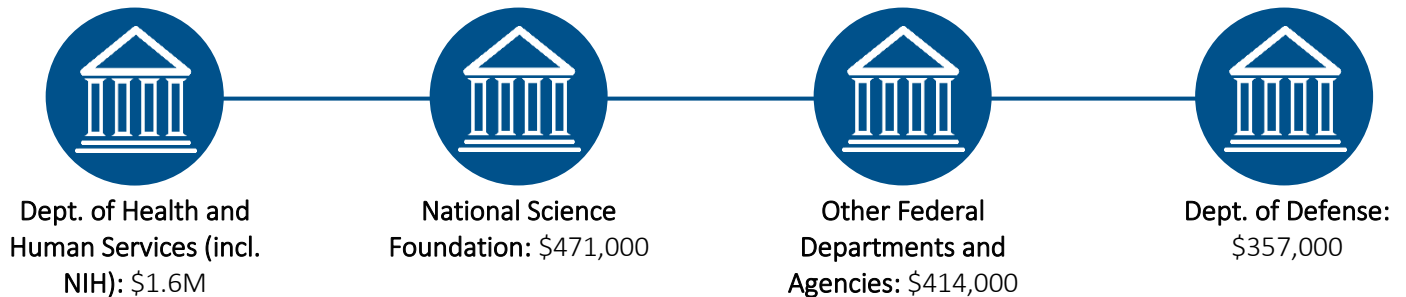 Dept. of Health and
Human Services (incl.
NIH): $1.6M
National Science
Foundation: $471,000
Other Federal
Departments and
Agencies: $414,000
Dept. of Defense:
$357,000